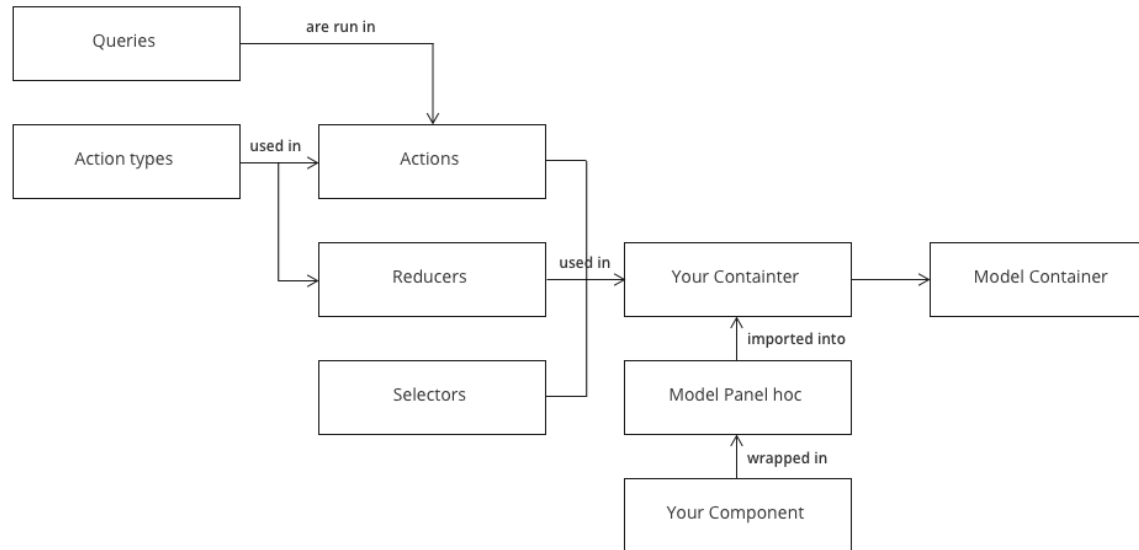 Queries
are run in
Action types
used in
Actions
Reducers
used in
Your Containter
Model Container
imported into
Selectors
Model Panel hoc
wrapped in
Your Component